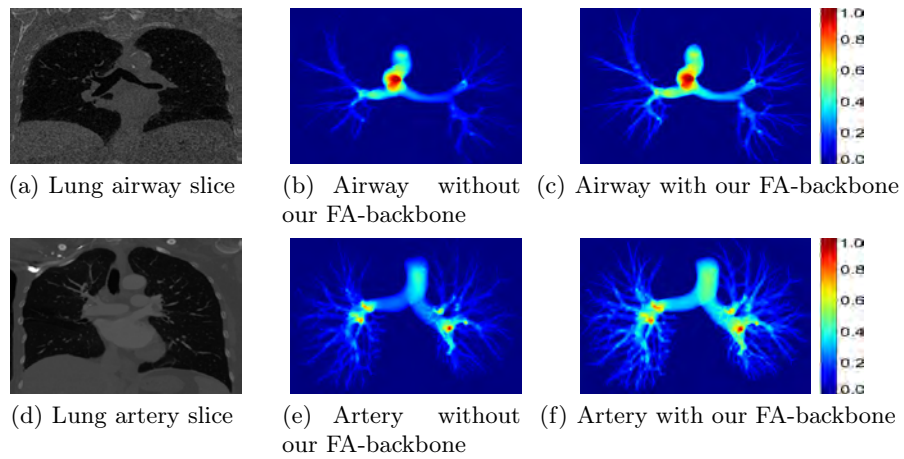 1.0
0.8
0.6
0.4
0.2
0.0
(a) Lung airway slice
(b) Airway without
our FA-backbone
(c) Airway with our FA-backbone
1.0
0.8
0.6
0.4
0.2
0.0
(d) Lung artery slice
(e) Artery without
our FA-backbone
(f) Artery with our FA-backbone